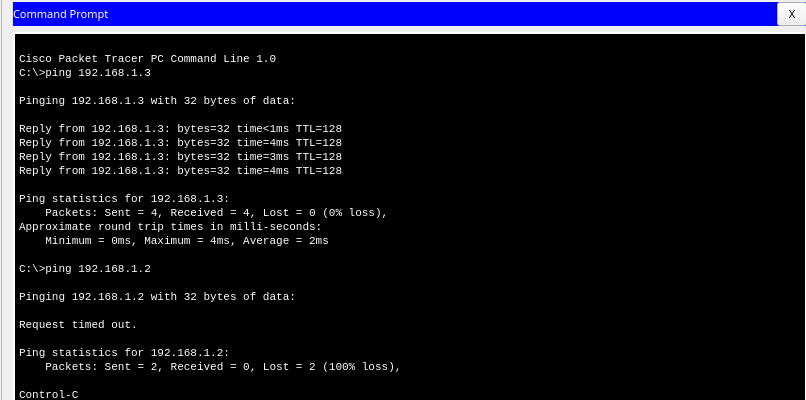 Command Prompt
X
Cisco Packet Tracer PC Command Line 1.0
C:\>ping 192.168.1.3
Pinging 192.168.1.3 with 32 bytes of data:
Reply from 192.168.1.3: bytes=32 time<1ms TTL=128
Reply from 192.168.1.3: bytes=32 time=4ms TTL=128
Reply from 192.168.1.3: bytes=32 time=3ms TTL=128
Reply from 192.168.1.3: bytes=32 time=4ms TTL=128
Ping statistics for 192.168.1.3:
    Packets: Sent = 4, Received = 4, Lost = 0 (0% loss),
Approximate round trip times in milli-seconds:
    Minimum = 0ms, Maximum = 4ms, Average = 2ms
C:\>ping 192.168.1.2
Pinging 192.168.1.2 with 32 bytes of data:
Request timed out.
Ping statistics for 192.168.1.2:
    Packets: Sent = 2, Received = 0, Lost = 2 (100% loss),
Control-C